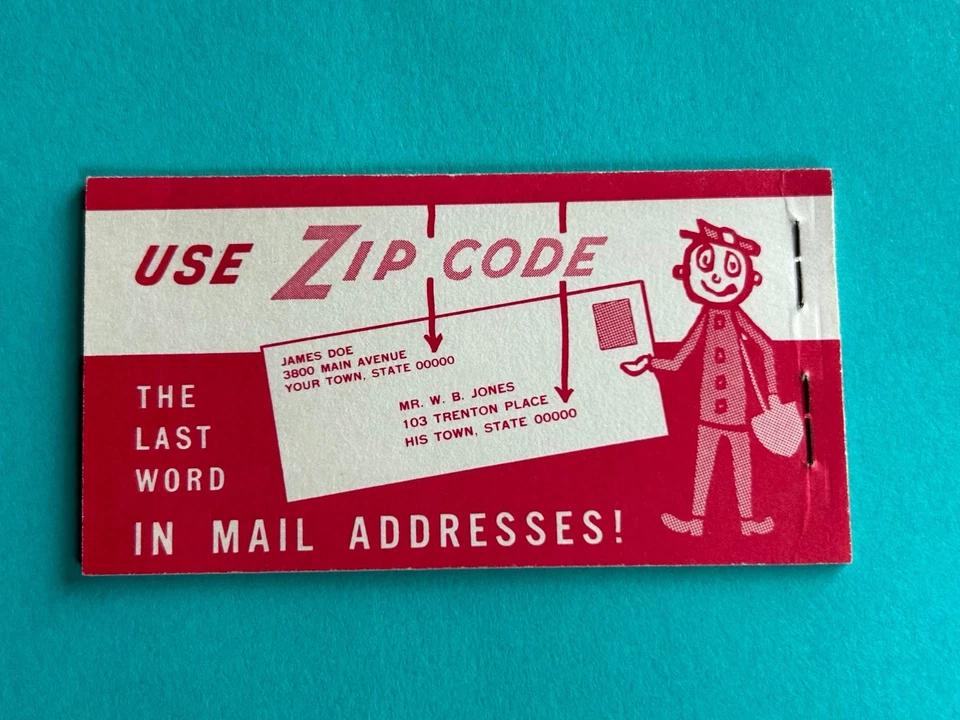 USE ZIP CODE
JAMES DOE
3800 MAIN AVENUE
YOUR TOWN, STATE 00000
MR. W. B. JONES
103 TRENTON PLACE
HIS TOWN, STATE 00000
THE
LAST
WORD
IN MAIL ADDRESSES!